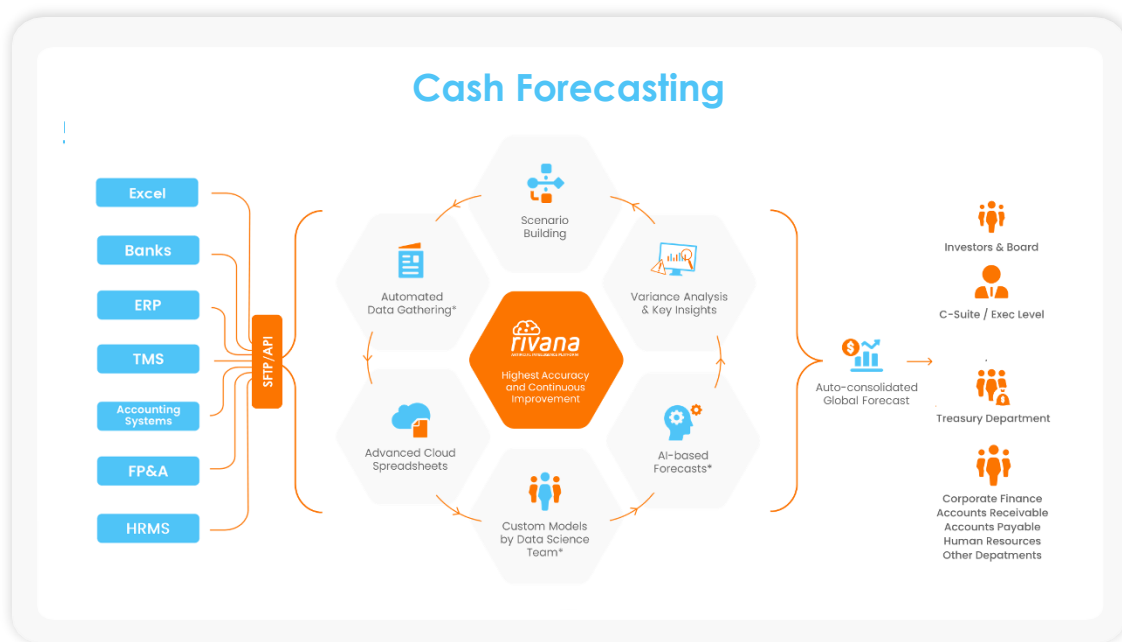 Cash Forecasting
Excel
Banks
ERP
TMS
Accounting
Systems
FP&A
HRMS
SFTP/API
Scenario
Building
Automated
Data Gathering*
Variance Analysis
& Key Insights
rivana
Highest Accuracy
and Continuous
Improvement
Advanced Cloud
Spreadsheets
AI-based
Forecasts*
Custom Models
by Data Science
Team*
Auto-consolidated
Global Forecast
Investors & Board
C-Suite / Exec Level
Treasury Department
Corporate Finance
Accounts Receivable
Accounts Payable
Human Resources
Other Depatments